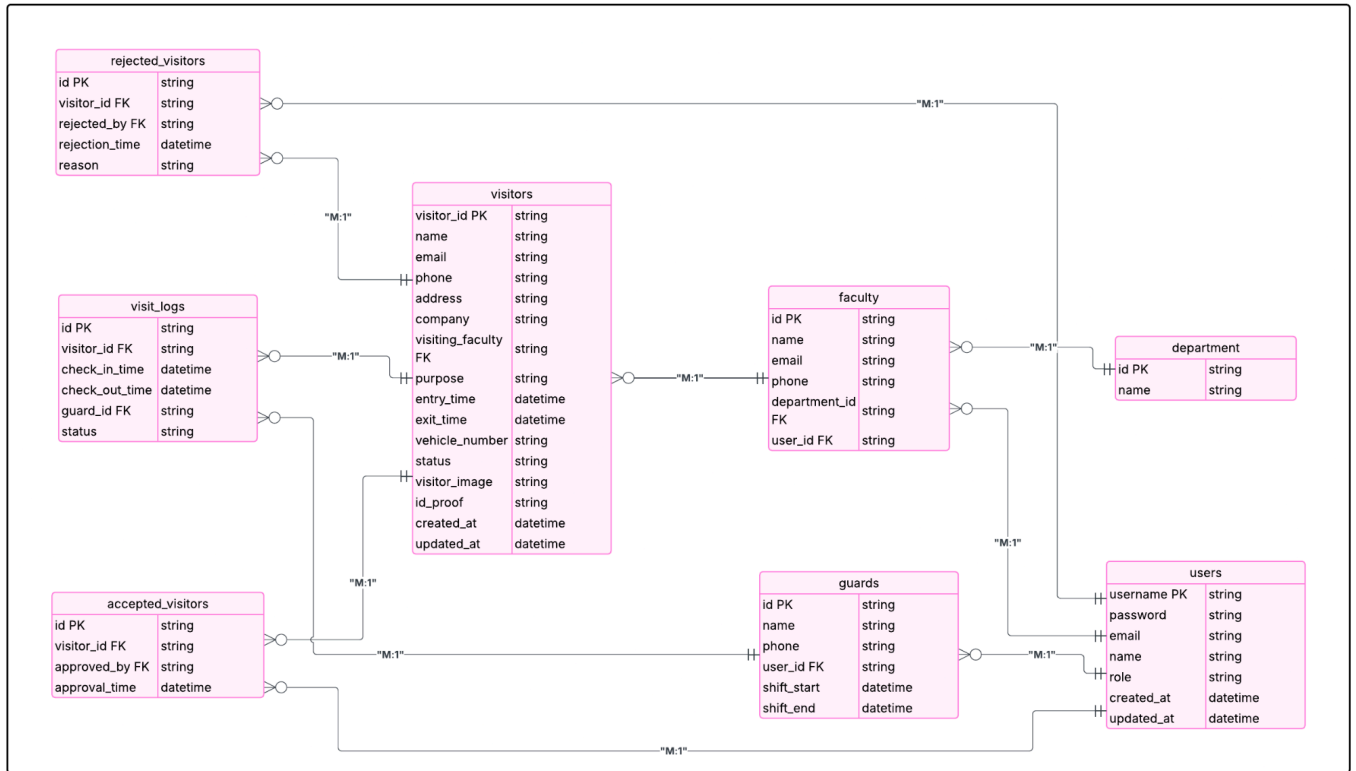 rejected_visitors
id PK string
visitor_id FK string
rejected_by FK string
rejection_time datetime
reason string
"M:1"
"M:1"
visitors
visitor_id PK string
name string
email string
phone string
address string
company string
visiting_faculty
FK string
purpose string
entry_time datetime
exit_time datetime
vehicle_number string
status string
visitor_image string
id_proof string
created_at datetime
updated_at datetime
visit_logs
id PK string
visitor_id FK string
check_in_time datetime
check_out_time datetime
guard_id FK string
status string
"M:1"
"M:1"
faculty
id PK string
name string
email string
phone string
department_id
FK string
user_id FK string
"M:1"
department
id PK string
name string
"M:1"
"M:1"
accepted_visitors
id PK string
visitor_id FK string
approved_by FK string
approval_time datetime
"M:1"
guards
id PK string
name string
phone string
user_id FK string
shift_start datetime
shift_end datetime
"M:1"
users
username PK string
password string
email string
name string
role string
created_at datetime
updated_at datetime
"M:1"